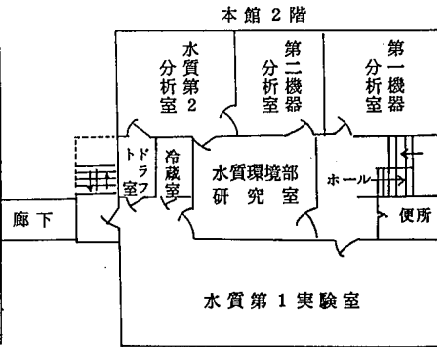 本館2階
水質第2
分析室
第二機器
分析室
第一機器
分析室
ドラフ
ト室
冷蔵室
水質環境部
研究室
ホール
廊下
便所
水質第1実験室